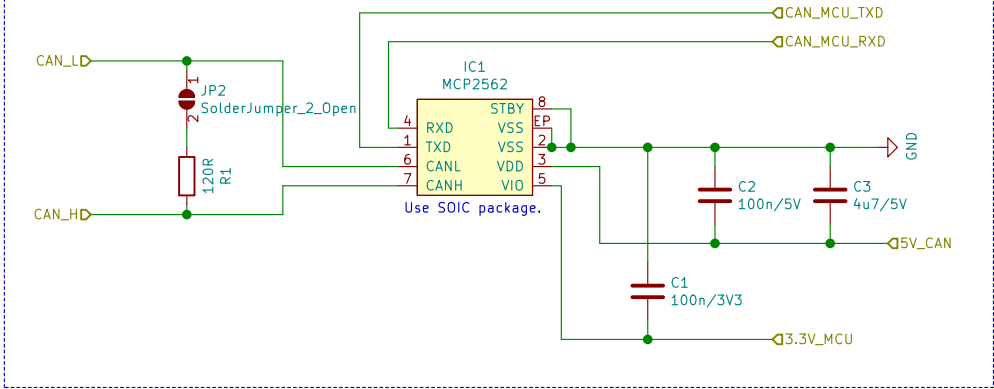 CAN_MCU_TXD
CAN_MCU_RXD
CAN_L
1
JP2
SolderJumper_2_Open
2
120R
R1
CAN_H
IC1
MCP2562
STBY 8
VSS EP
4 RXD
VSS 2
1 TXD
VDD 3
6 CANL
VIO 5
7 CANH
Use SOIC package.
GND
C2
100n/5V
C3
4u7/5V
5V_CAN
C1
100n/3V3
3.3V_MCU